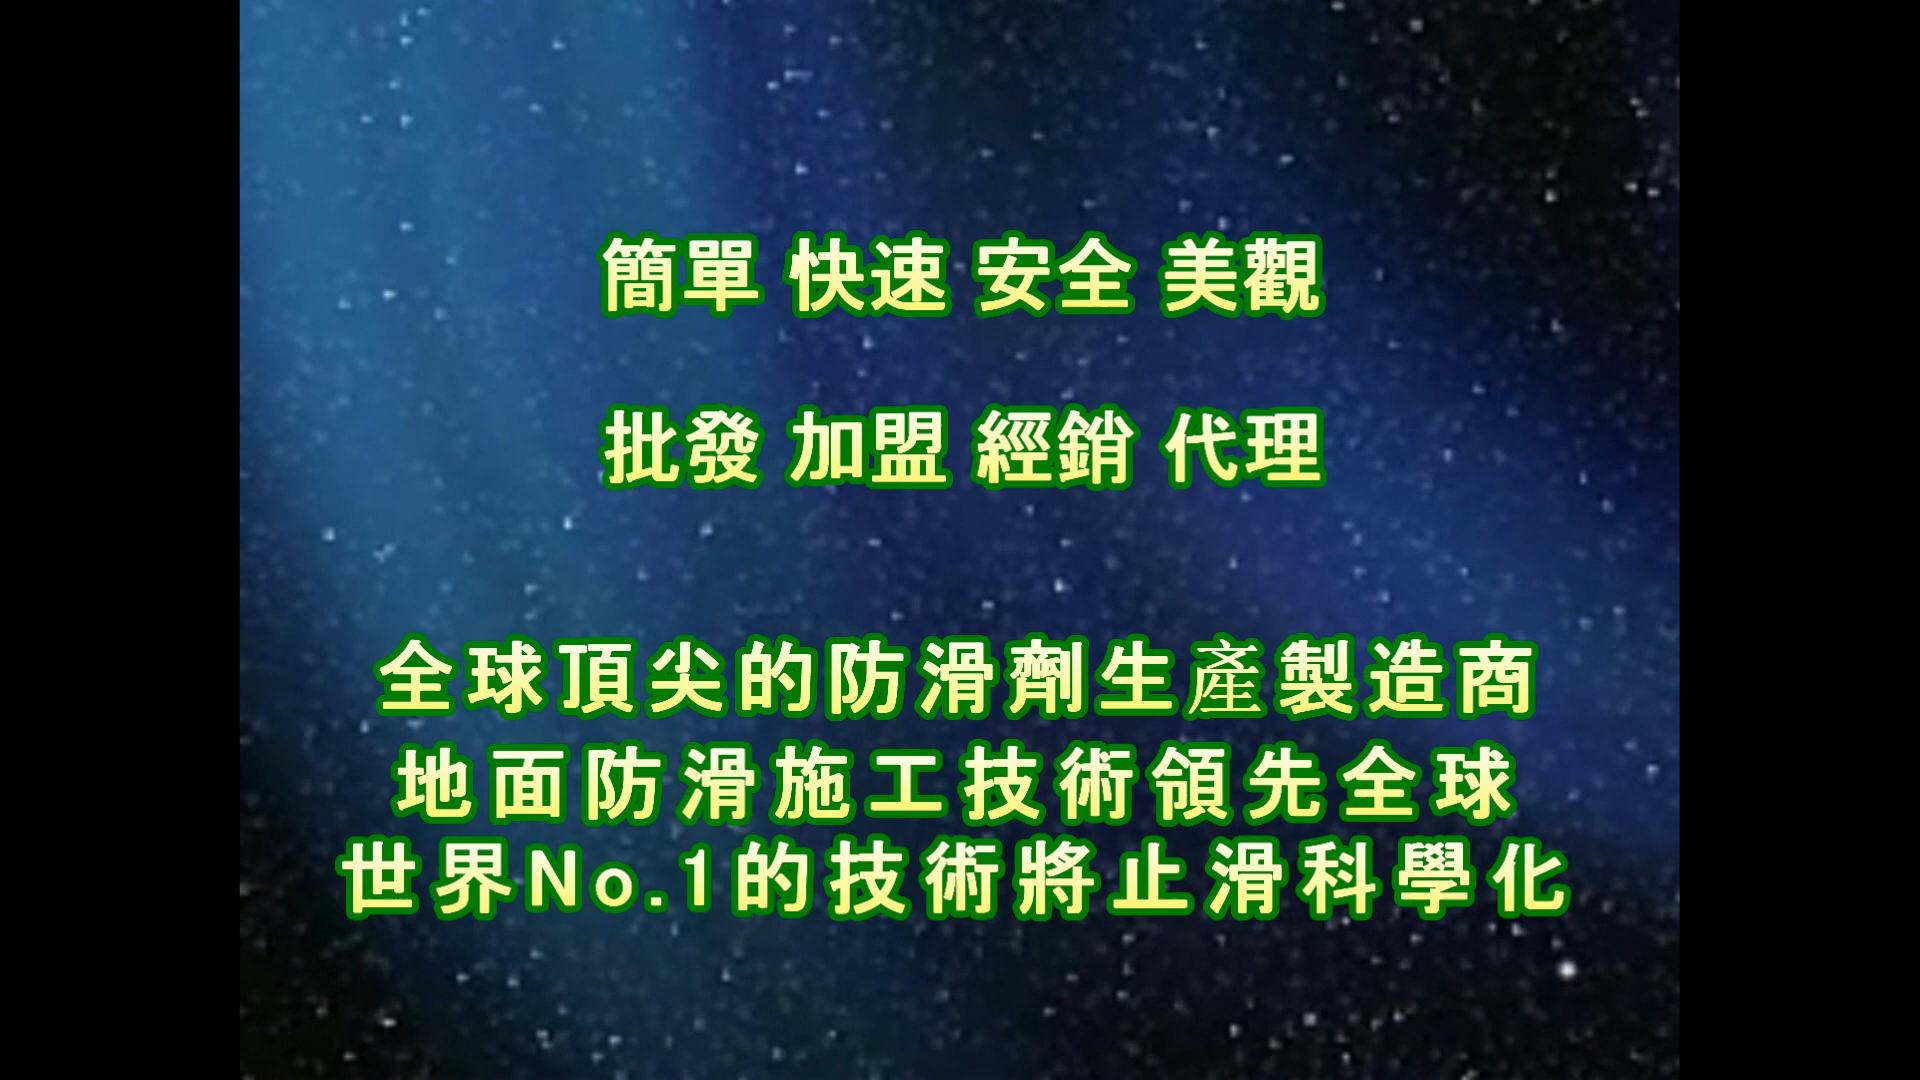 簡單 快速 安全 美觀
批發 加盟 經銷 代理
全球頂尖的防滑劑生產製造商
地面防滑施工技術領先全球
世界No.1的技術將止滑科學化